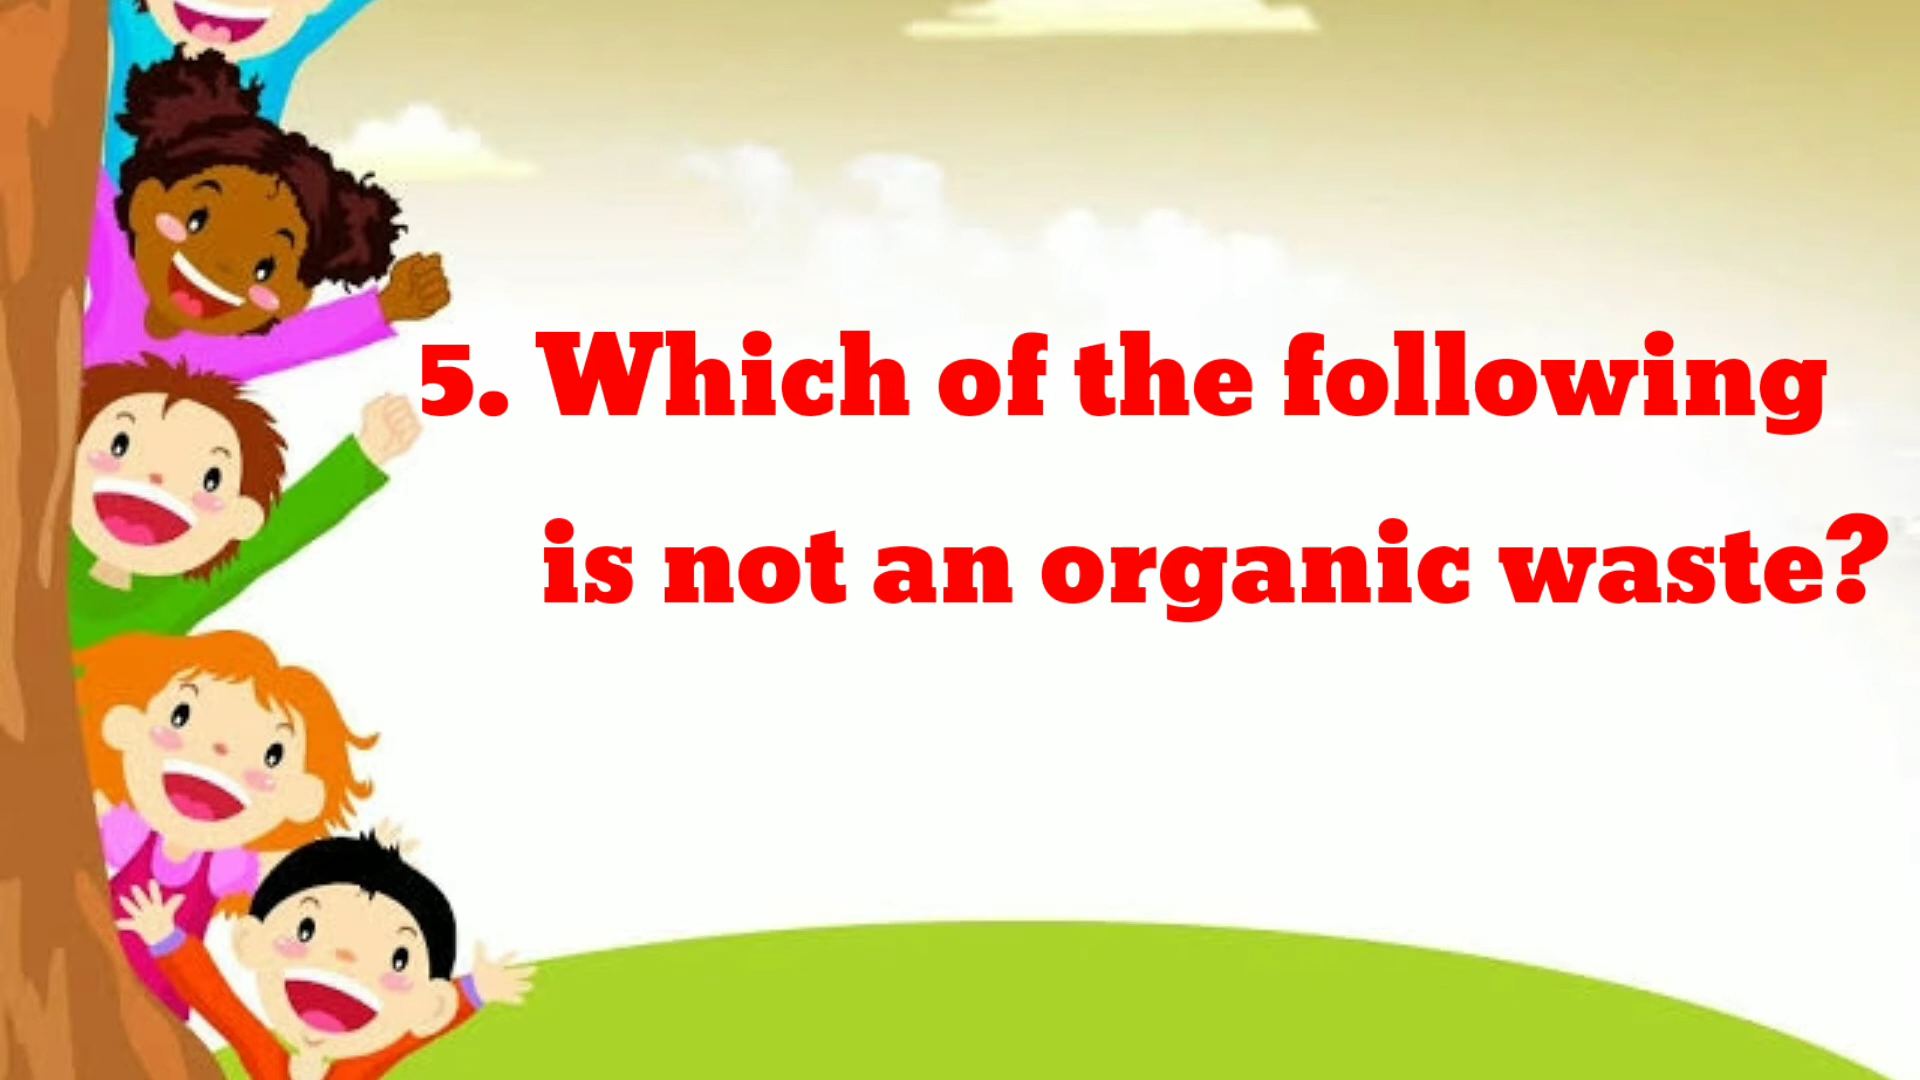 5. Which of the following
is not an organic waste?